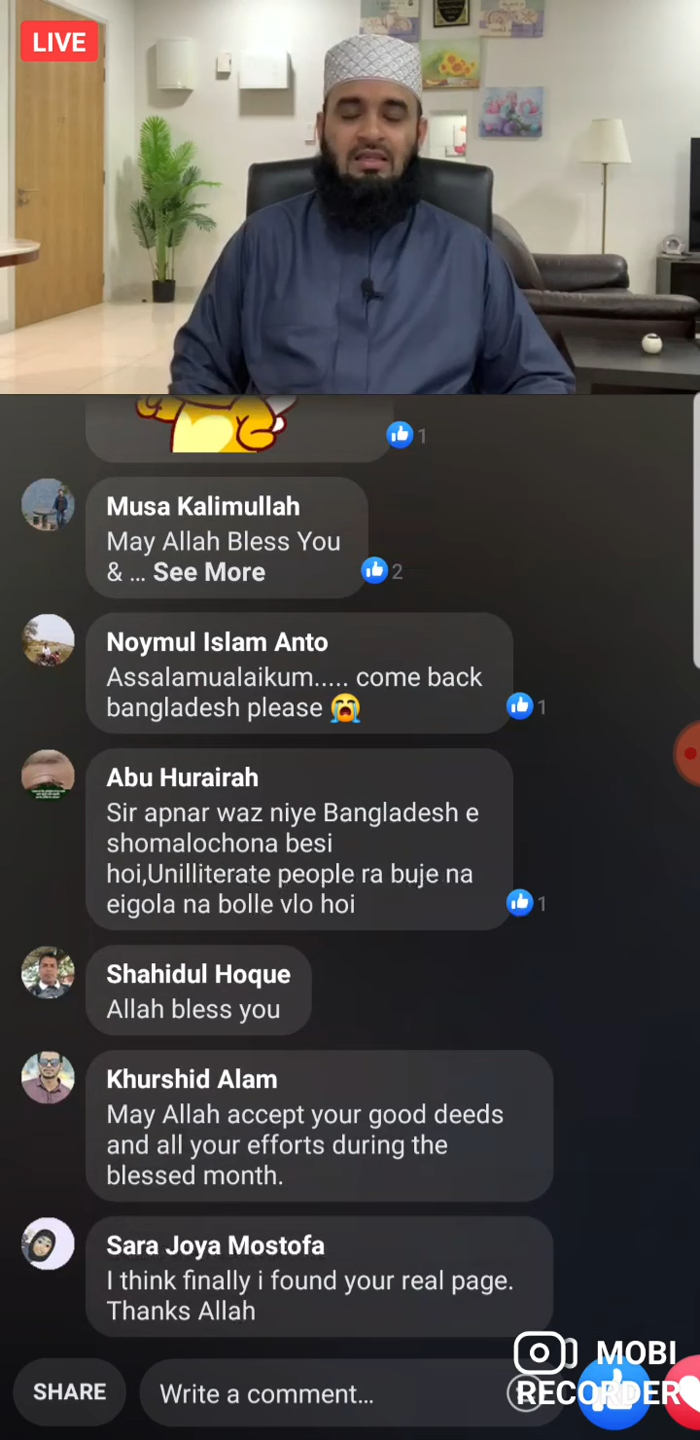 LIVE
1
Musa Kalimullah
May Allah Bless You
& ... See More
2
Noymul Islam Anto
Assalamualaikum..... come back
bangladesh please 😭
1
Abu Hurairah
Sir apnar waz niye Bangladesh e
shomalochona besi
hoi,Unilliterate people ra buje na
eigola na bolle vlo hoi
1
Shahidul Hoque
Allah bless you
Khurshid Alam
May Allah accept your good deeds
and all your efforts during the
blessed month.
Sara Joya Mostofa
I think finally i found your real page.
Thanks Allah
MOBI
RECORDER
SHARE
Write a comment...